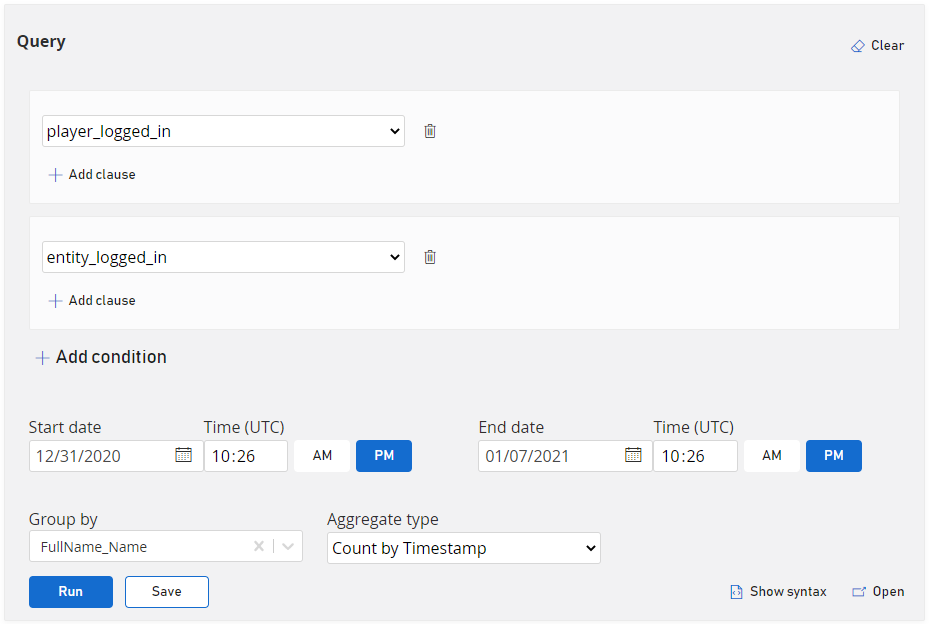 Query
Clear
player_logged_in
Add clause
entity_logged_in
Add clause
Add condition
Start date Time (UTC) End date Time (UTC)
12/31/2020 10:26 AM PM 01/07/2021 10:26 AM PM
Group by Aggregate type
FullName_Name Count by Timestamp
Run Save Show syntax Open